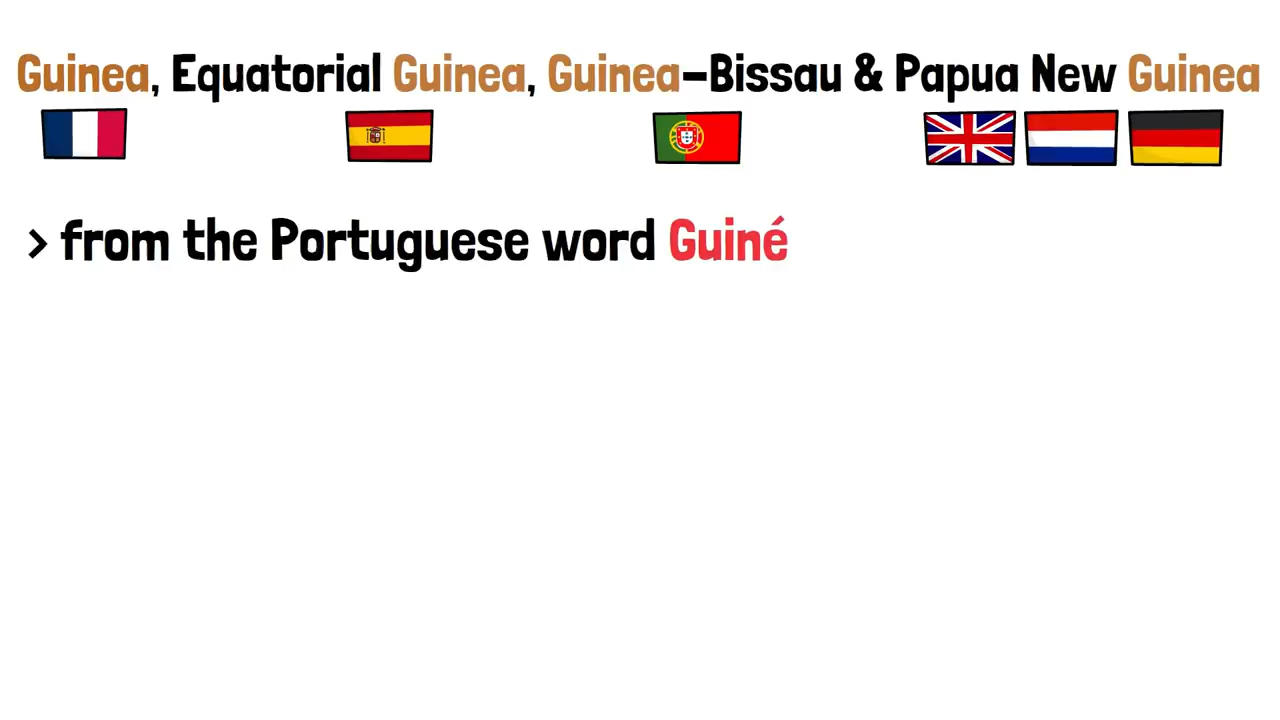 Guinea, Equatorial Guinea, Guinea-Bissau & Papua New Guinea
> from the Portuguese word Guiné